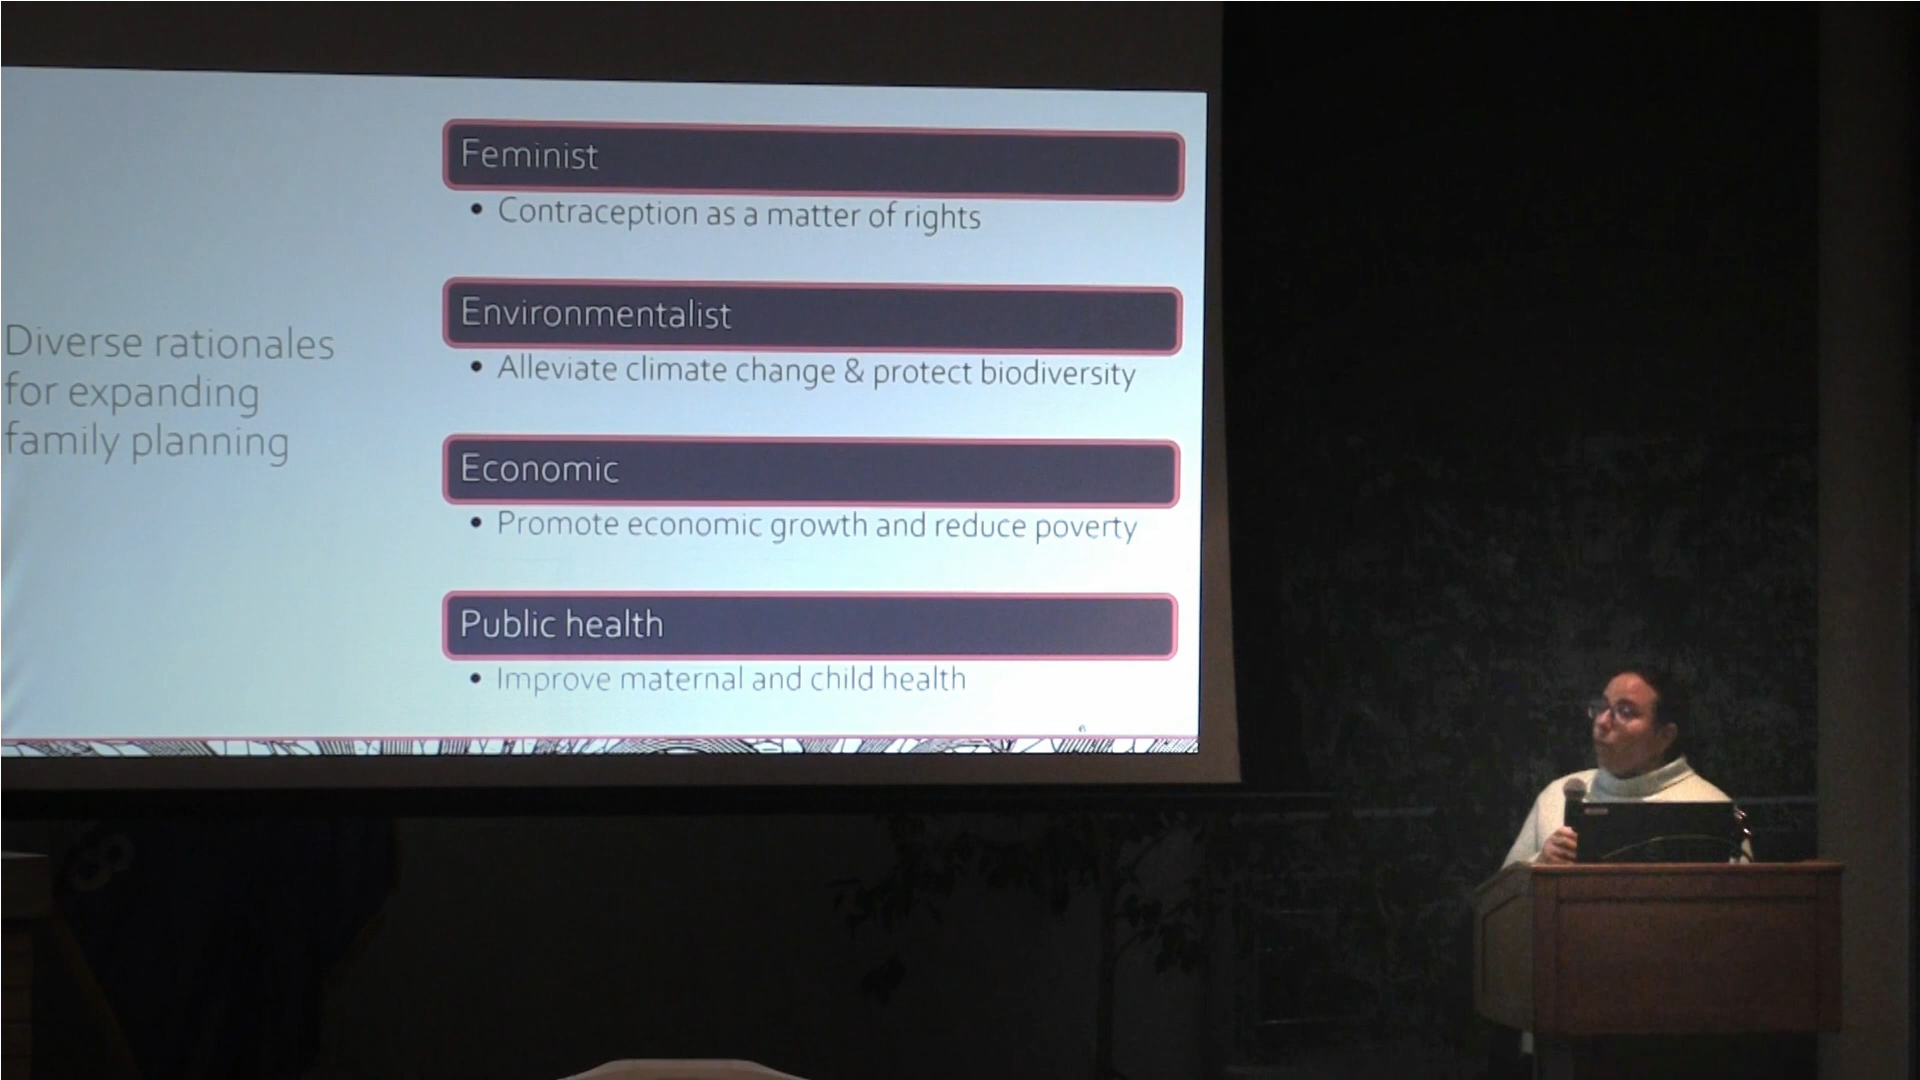 Diverse rationales
for expanding
family planning
Feminist
• Contraception as a matter of rights
Environmentalist
• Alleviate climate change & protect biodiversity
Economic
• Promote economic growth and reduce poverty
Public health
• Improve maternal and child health
6